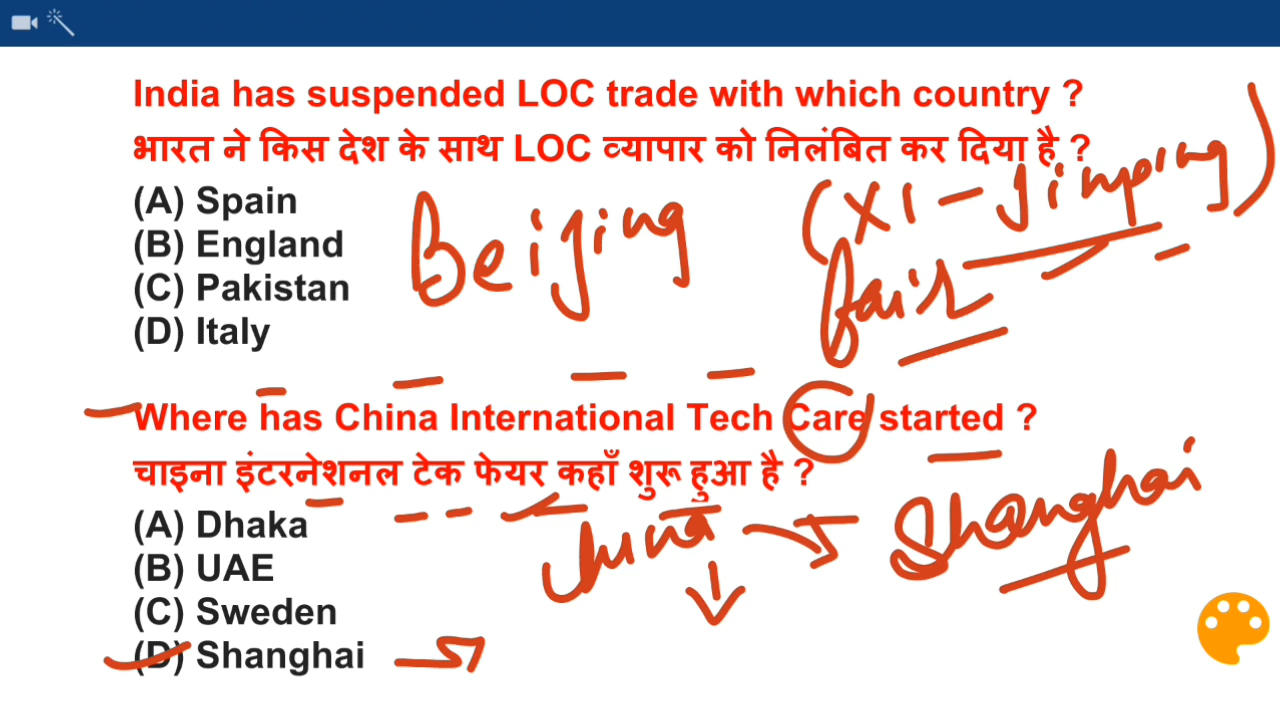 India has suspended LOC trade with which country ?
भारत ने किस देश के साथ LOC व्यापार को निलंबित कर दिया है ?
(A) Spain
(B) England
(C) Pakistan
(D) Italy
Beijing
(XI - Jinping)
fair
Where has China International Tech Care started ?
चाइना इंटरनेशनल टेक फेयर कहाँ शुरू हुआ है ?
(A) Dhaka
(B) UAE
(C) Sweden
(D) Shanghai
China
Shanghai